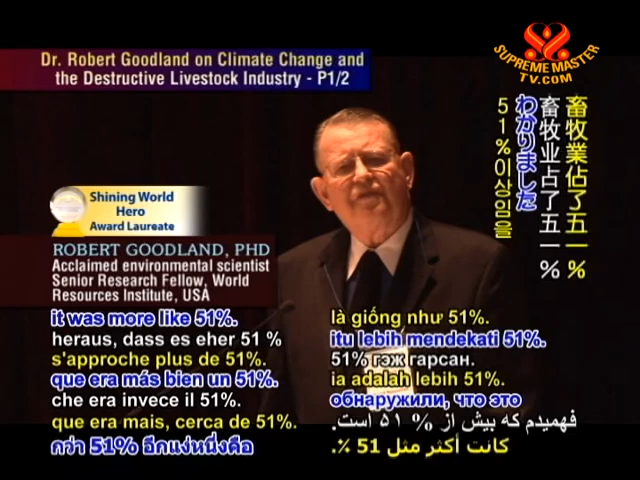 Dr. Robert Goodland on Climate Change and
the Destructive Livestock Industry - P1/2
SUPREME MASTER
TV.COM
畜牧業佔了五一%
畜牧业占了五一%
わかりました
51%이상임을
Shining World
Hero
Award Laureate
ROBERT GOODLAND, PHD
Acclaimed environmental scientist
Senior Research Fellow, World
Resources Institute, USA
it was more like 51%.
heraus, dass es eher 51 %
s'approche plus de 51%.
que era más bien un 51%.
che era invece il 51%.
que era mais, cerca de 51%.
กว่า 51% อีกแง่หนึ่งคือ
là giống như 51%.
itu lebih mendekati 51%.
51% гэж гарсан.
ia adalah lebih 51%.
обнаружили, что это
فهمیدم که بیش از % ۵۱ است.
كانت أكثر مثل 51 ٪.